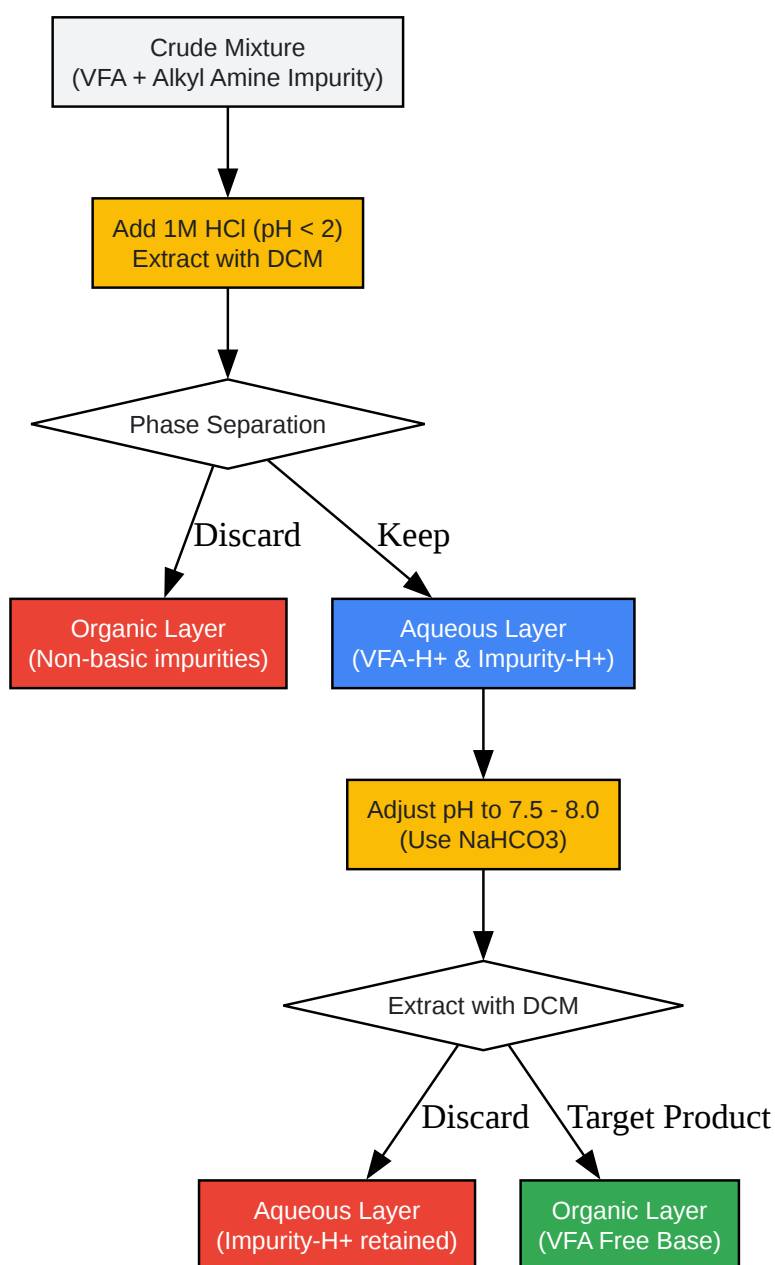 Crude Mixture
(VFA + Alkyl Amine Impurity)
Add 1M HCl (pH < 2)
Extract with DCM
Phase Separation
Discard
Keep
Organic Layer
(Non-basic impurities)
Aqueous Layer
(VFA-H+ & Impurity-H+)
Adjust pH to 7.5 - 8.0
(Use NaHCO3)
Extract with DCM
Discard
Target Product
Aqueous Layer
(Impurity-H+ retained)
Organic Layer
(VFA Free Base)